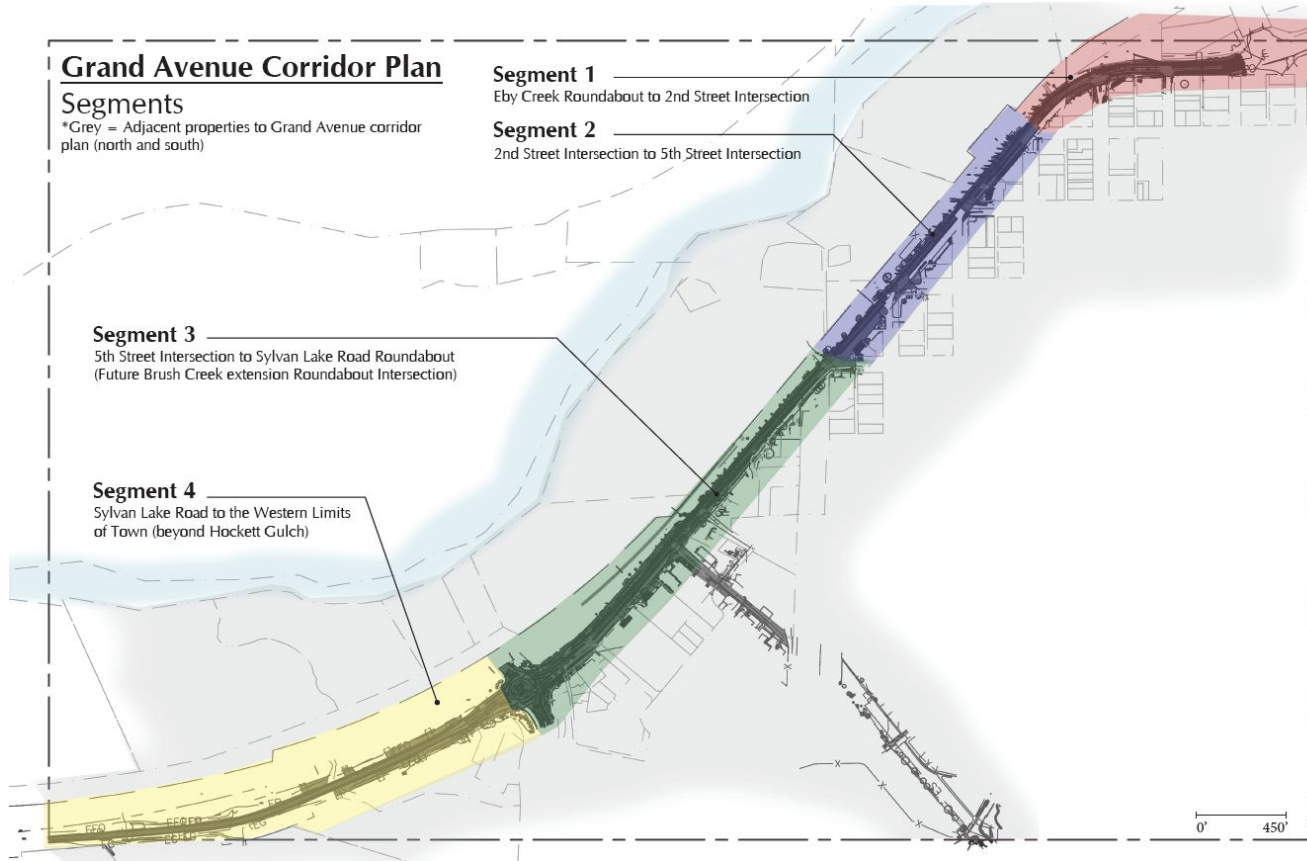 Grand Avenue Corridor Plan
Segments
*Grey = Adjacent properties to Grand Avenue corridor
plan (north and south)
Segment 1
Eby Creek Roundabout to 2nd Street Intersection
Segment 2
2nd Street Intersection to 5th Street Intersection
Segment 3
5th Street Intersection to Sylvan Lake Road Roundabout
(Future Brush Creek extension Roundabout Intersection)
Segment 4
Sylvan Lake Road to the Western Limits
of Town (beyond Hockett Gulch)
0' 450'